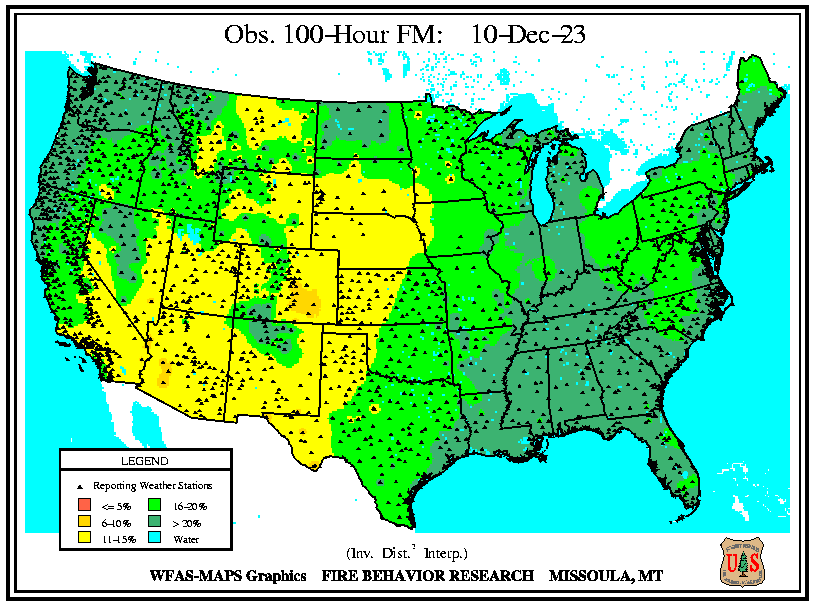 Obs. 100-Hour FM: 10-Dec-23
LEGEND
Reporting Weather Stations
<= 5%
16-20%
6-10%
> 20%
11-15%
Water
(Inv. Dist.² Interp.)
WFAS-MAPS Graphics FIRE BEHAVIOR RESEARCH MISSOULA, MT
U S